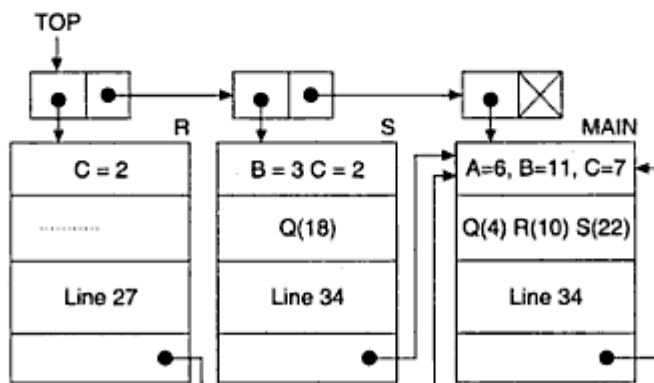 TOP
R
S
MAIN
C = 2
B = 3 C = 2
A=6, B=11, C=7
Q(18)
Q(4) R(10) S(22)
Line 27
Line 34
Line 34